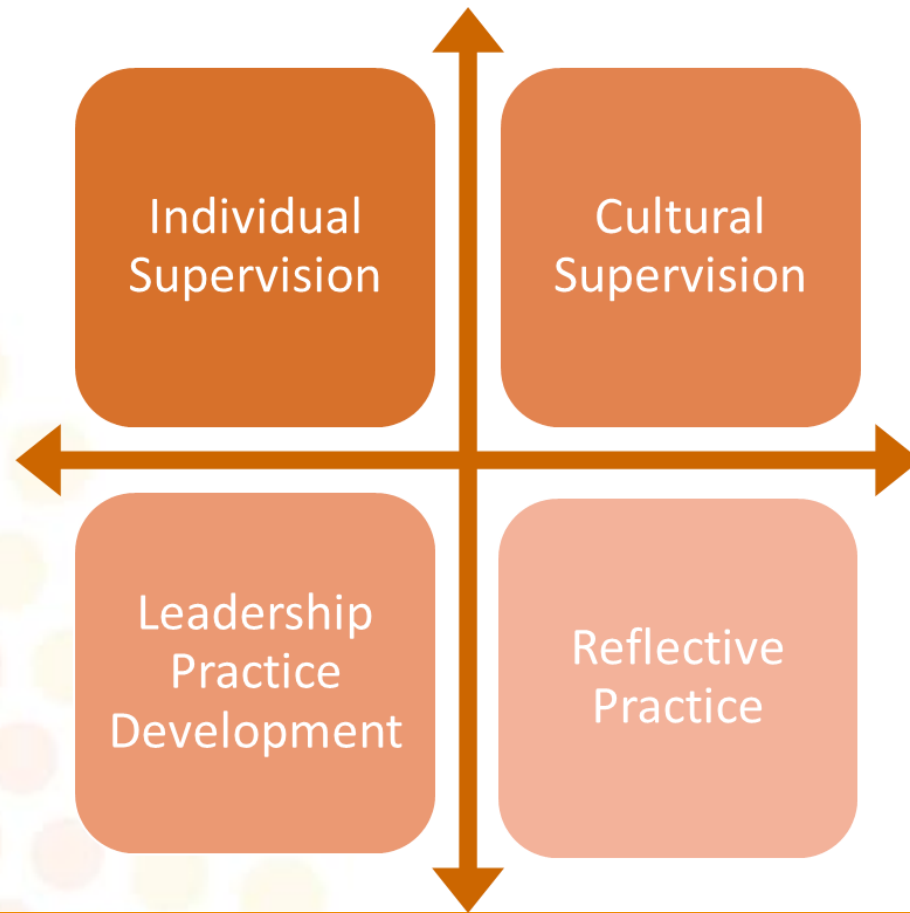 Individual
Supervision
Cultural
Supervision
Leadership
Practice
Development
Reflective
Practice